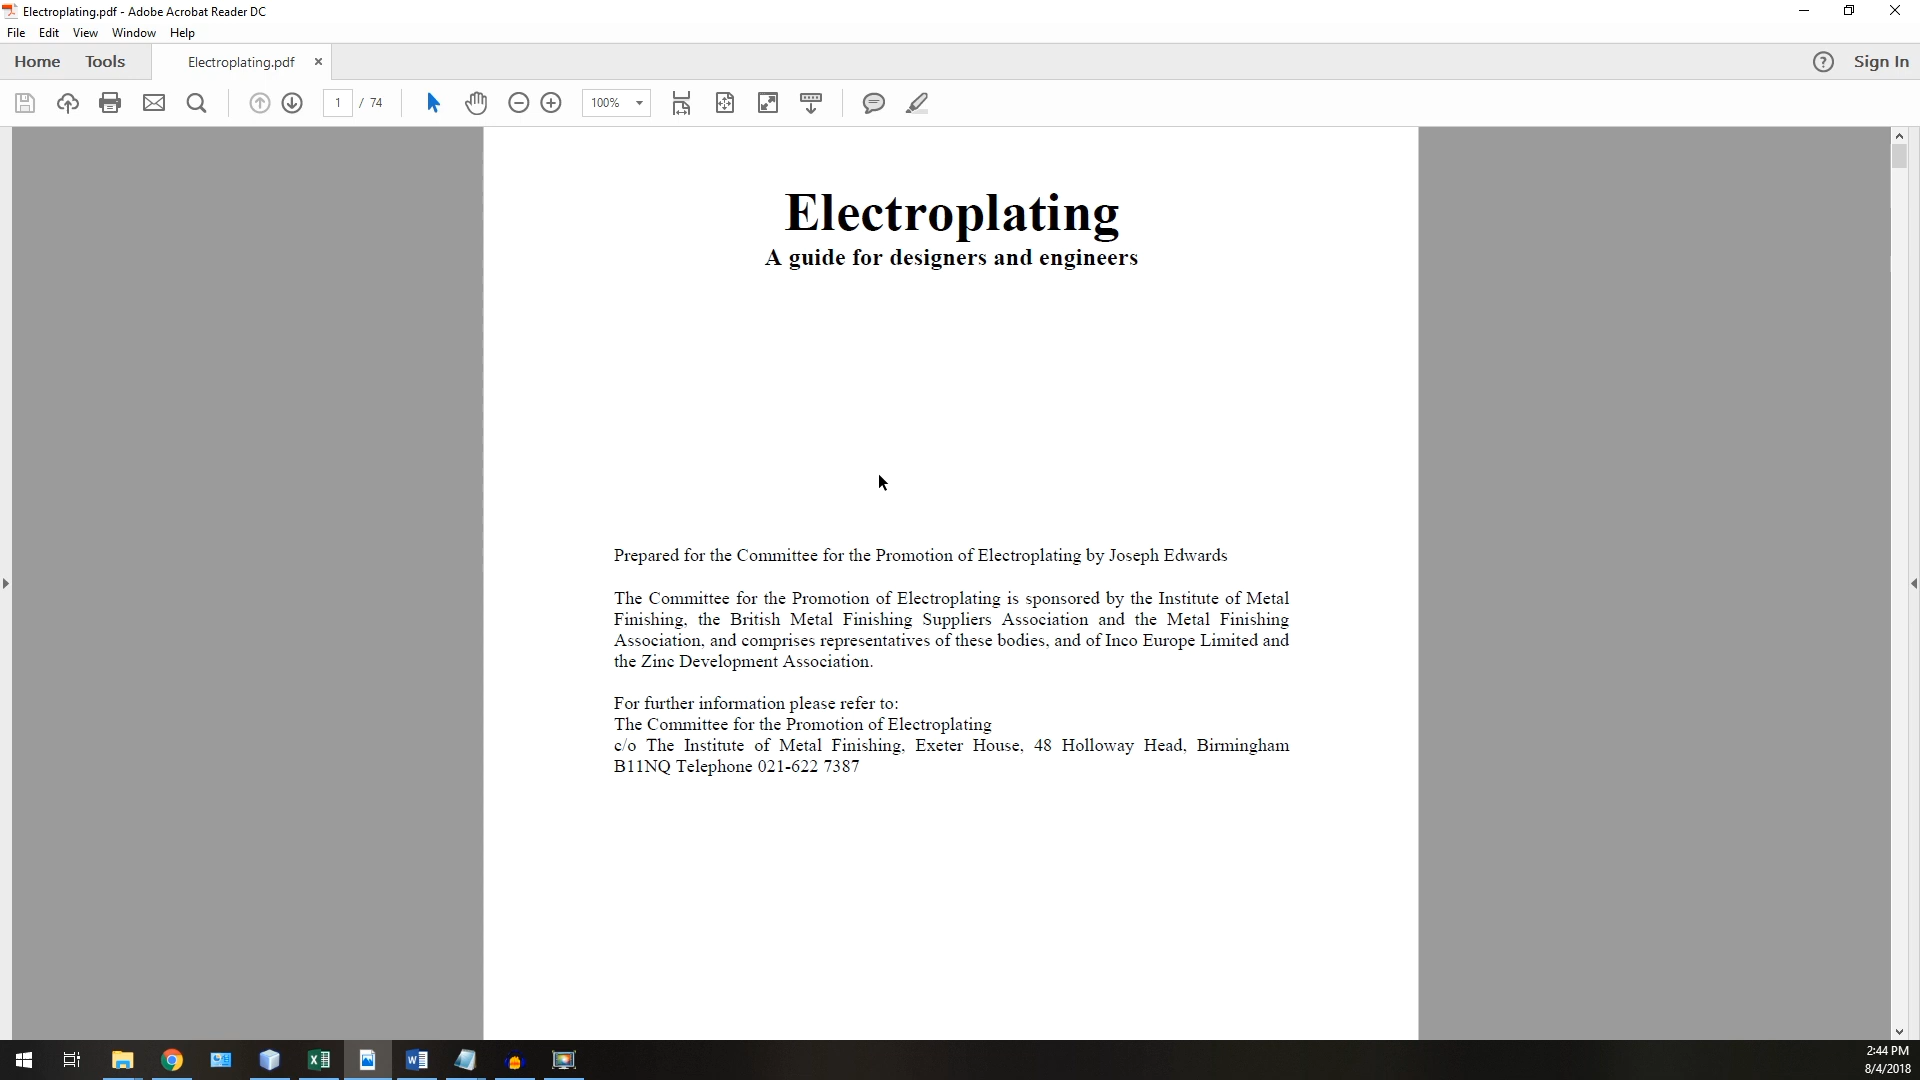 Electroplating.pdf - Adobe Acrobat Reader DC
File Edit View Window Help
Home Tools Electroplating.pdf × ? Sign In
1 / 74 100%
Electroplating
A guide for designers and engineers
Prepared for the Committee for the Promotion of Electroplating by Joseph Edwards
The Committee for the Promotion of Electroplating is sponsored by the Institute of Metal
Finishing, the British Metal Finishing Suppliers Association and the Metal Finishing
Association, and comprises representatives of these bodies, and of Inco Europe Limited and
the Zinc Development Association.
For further information please refer to:
The Committee for the Promotion of Electroplating
c/o The Institute of Metal Finishing, Exeter House, 48 Holloway Head, Birmingham
B11NQ Telephone 021-622 7387
2:44 PM
8/4/2018